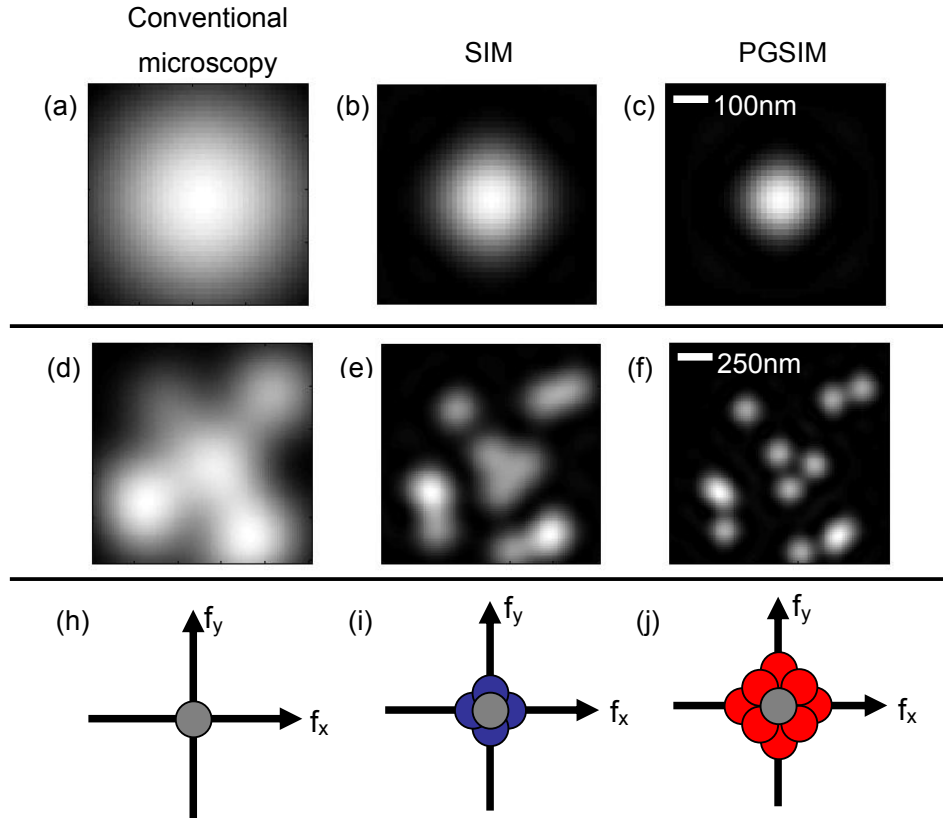 Conventional
microscopy
SIM
PGSIM
(a)
(b)
(c)
100nm
(d)
(e)
(f)
250nm
(h)
fy
fx
(i)
fy
fx
(j)
fy
fx